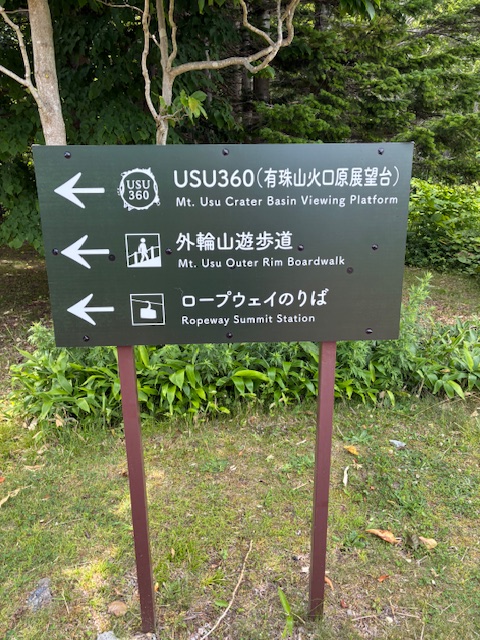 USU
360
USU360(有珠山火口原展望台)
Mt. Usu Crater Basin Viewing Platform
外輪山遊歩道
Mt. Usu Outer Rim Boardwalk
ロープウェイのりば
Ropeway Summit Station